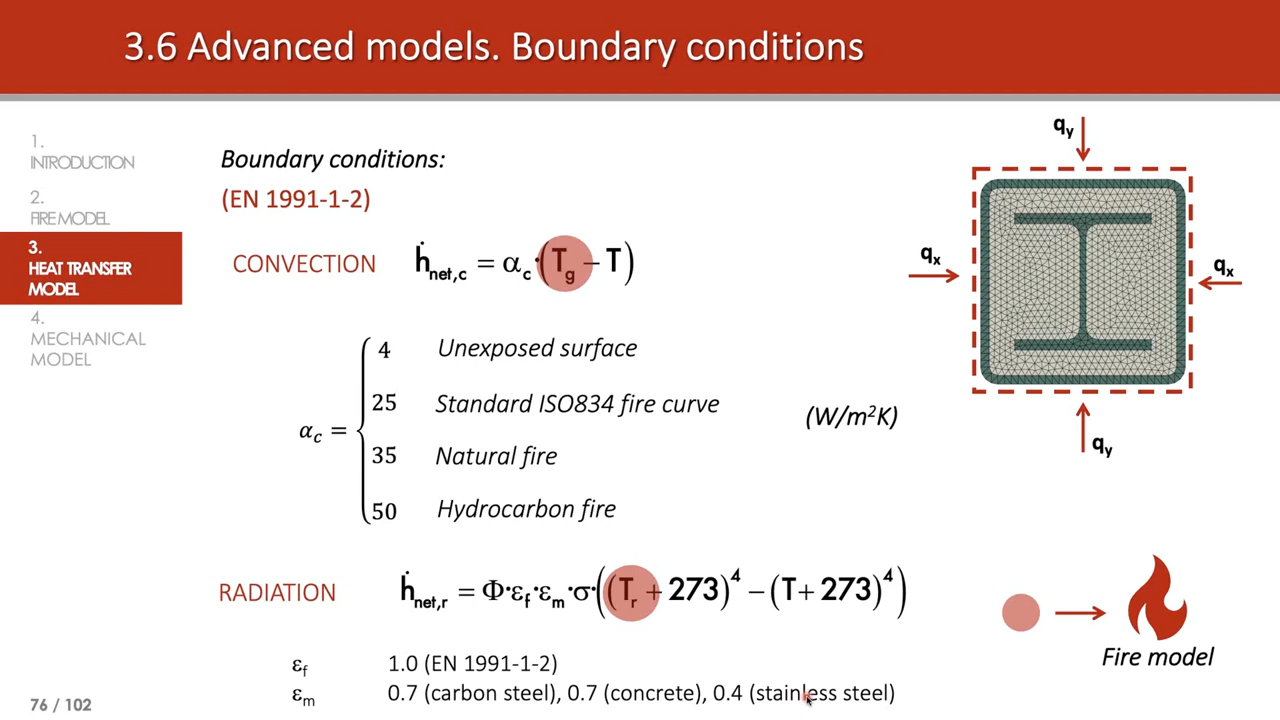 3.6 Advanced models. Boundary conditions
1.
INTRODUCTION
2.
FIRE MODEL
3.
HEAT TRANSFER
MODEL
4.
MECHANICAL
MODEL
Boundary conditions:
(EN 1991-1-2)
CONVECTION ḣnet,c = αc·(Tg − T)
αc = { 4 Unexposed surface
25 Standard ISO834 fire curve
35 Natural fire
50 Hydrocarbon fire
(W/m²K)
RADIATION ḣnet,r = Φ·εf·εm·σ·((Tr + 273)⁴ − (T+ 273)⁴)
εf 1.0 (EN 1991-1-2)
εm 0.7 (carbon steel), 0.7 (concrete), 0.4 (stainless steel)
qy
qx
qx
qy
Fire model
76 / 102